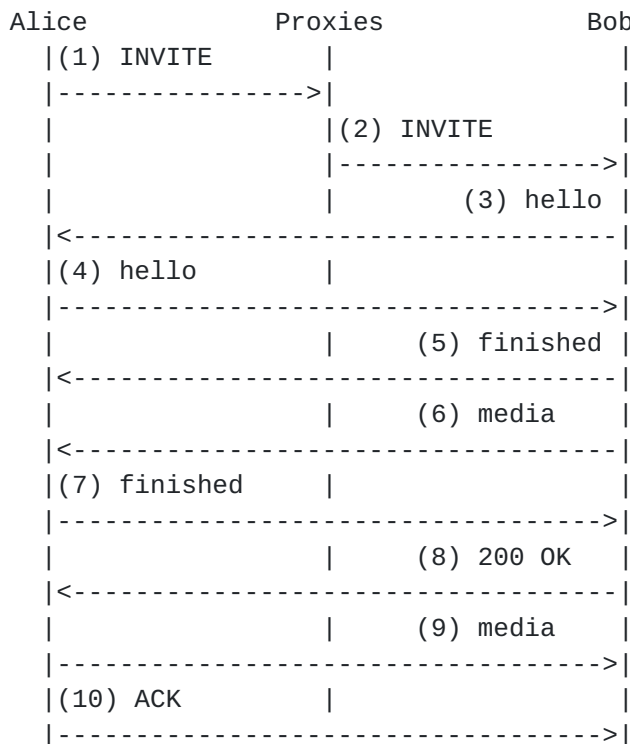 Alice Proxies Bob
|(1) INVITE | |
|---------------->| |
| |(2) INVITE |
| |----------------->|
| | (3) hello |
|<------------------------------------|
|(4) hello | |
|------------------------------------>|
| | (5) finished |
|<------------------------------------|
| | (6) media |
|<------------------------------------|
|(7) finished | |
|------------------------------------>|
| | (8) 200 OK |
|<------------------------------------|
| | (9) media |
|------------------------------------>|
|(10) ACK | |
|------------------------------------>|